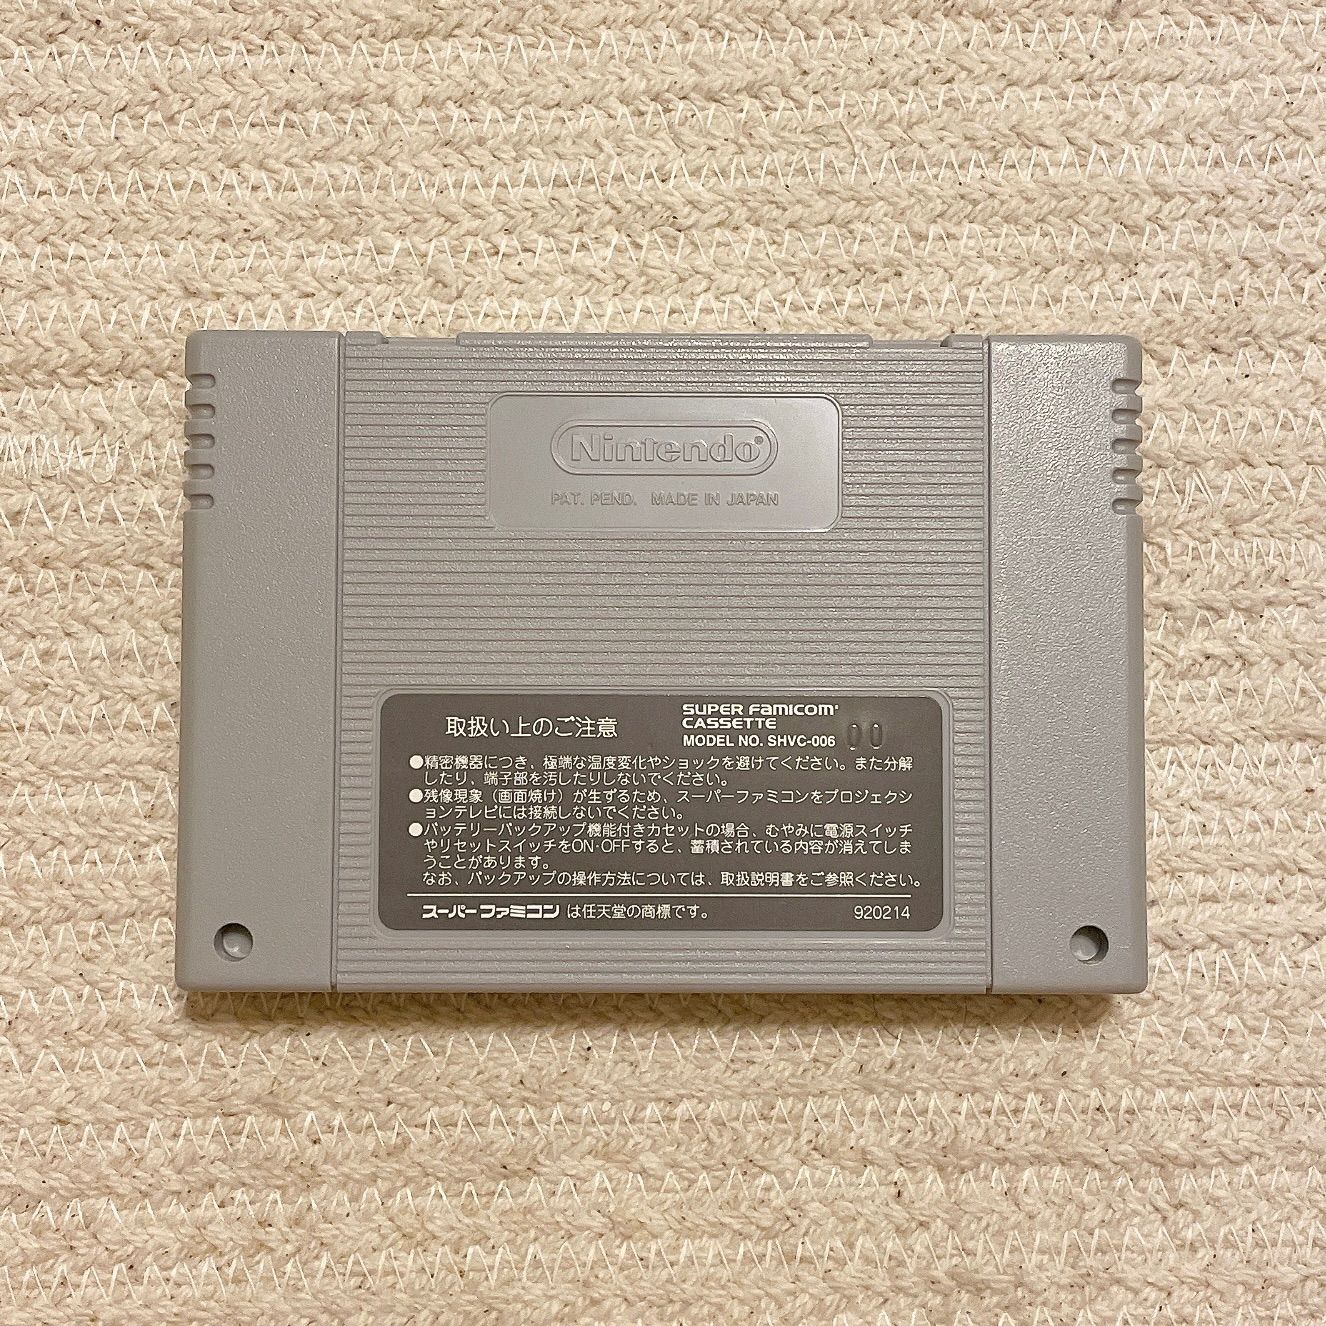 Nintendo®
PAT. PEND. MADE IN JAPAN
取扱い上のご注意
SUPER FAMICOM
CASSETTE
MODEL NO. SHVC-006
00
●精密機器につき、極端な温度変化やショックを避けてください。また分解
したり、端子部を汚したりしないでください。
●残像現象（画面焼け）が生ずるため、スーパーファミコンをプロジェクシ
ョンテレビには接続しないでください。
●バッテリーバックアップ機能付きカセットの場合、むやみに電源スイッチ
やリセットスイッチをON·OFFすると、蓄積されている内容が消えてしま
うことがあります。
なお、バックアップの操作方法については、取扱説明書をご参照ください。
スーパーファミコン は任天堂の商標です。
920214